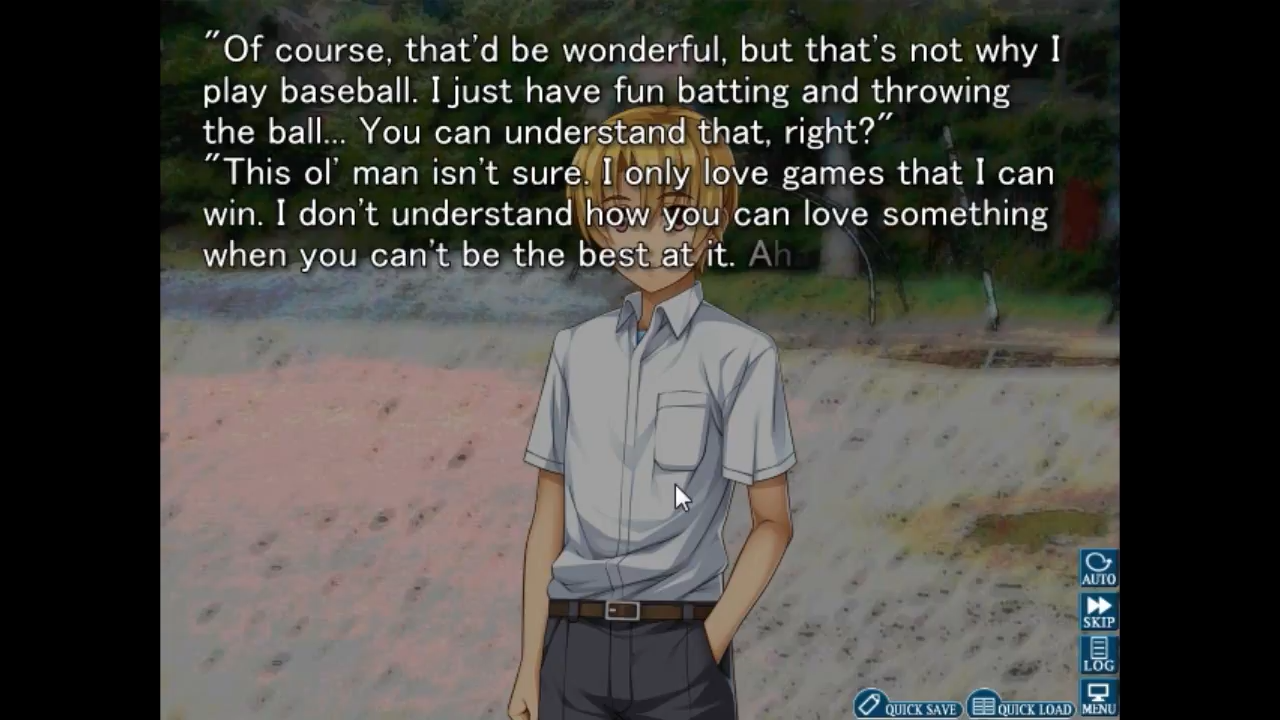 "Of course, that'd be wonderful, but that's not why I
play baseball. I just have fun batting and throwing
the ball... You can understand that, right?"
"This ol' man isn't sure. I only love games that I can
win. I don't understand how you can love something
when you can't be the best at it. Ah
AUTO
SKIP
LOG
MENU
QUICK SAVE
QUICK LOAD